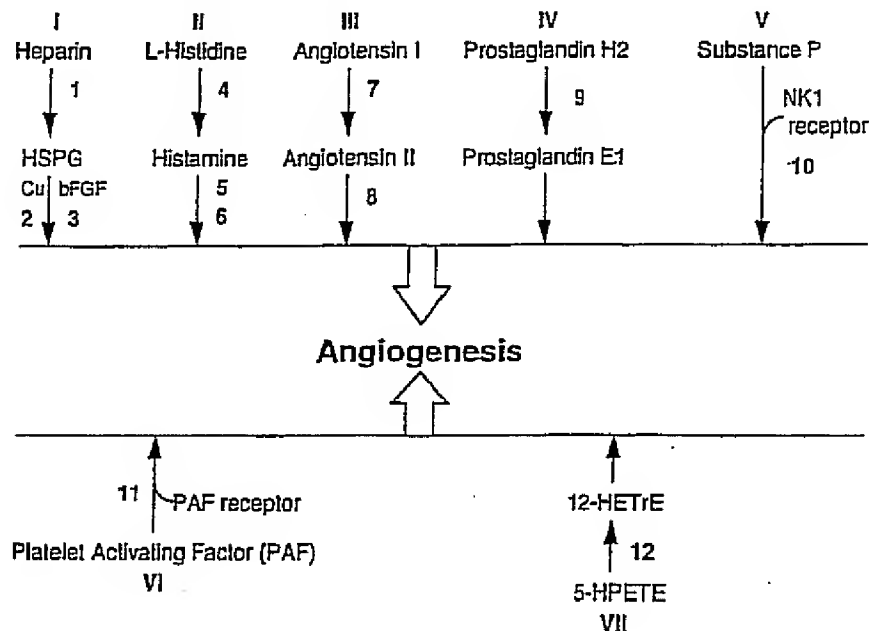 I II III IV V
Heparin L-Histidine Angiotensin I Prostaglandin H2 Substance P
1 4 7 9 NK1
receptor
HSPG Histamine Angiotensin II Prostaglandin E1 10
Cu bFGF 5 8
2 3 6
Angiogenesis
11 PAF receptor 12-HETrE
Platelet Activating Factor (PAF) 12
VI 5-HPETE
VII